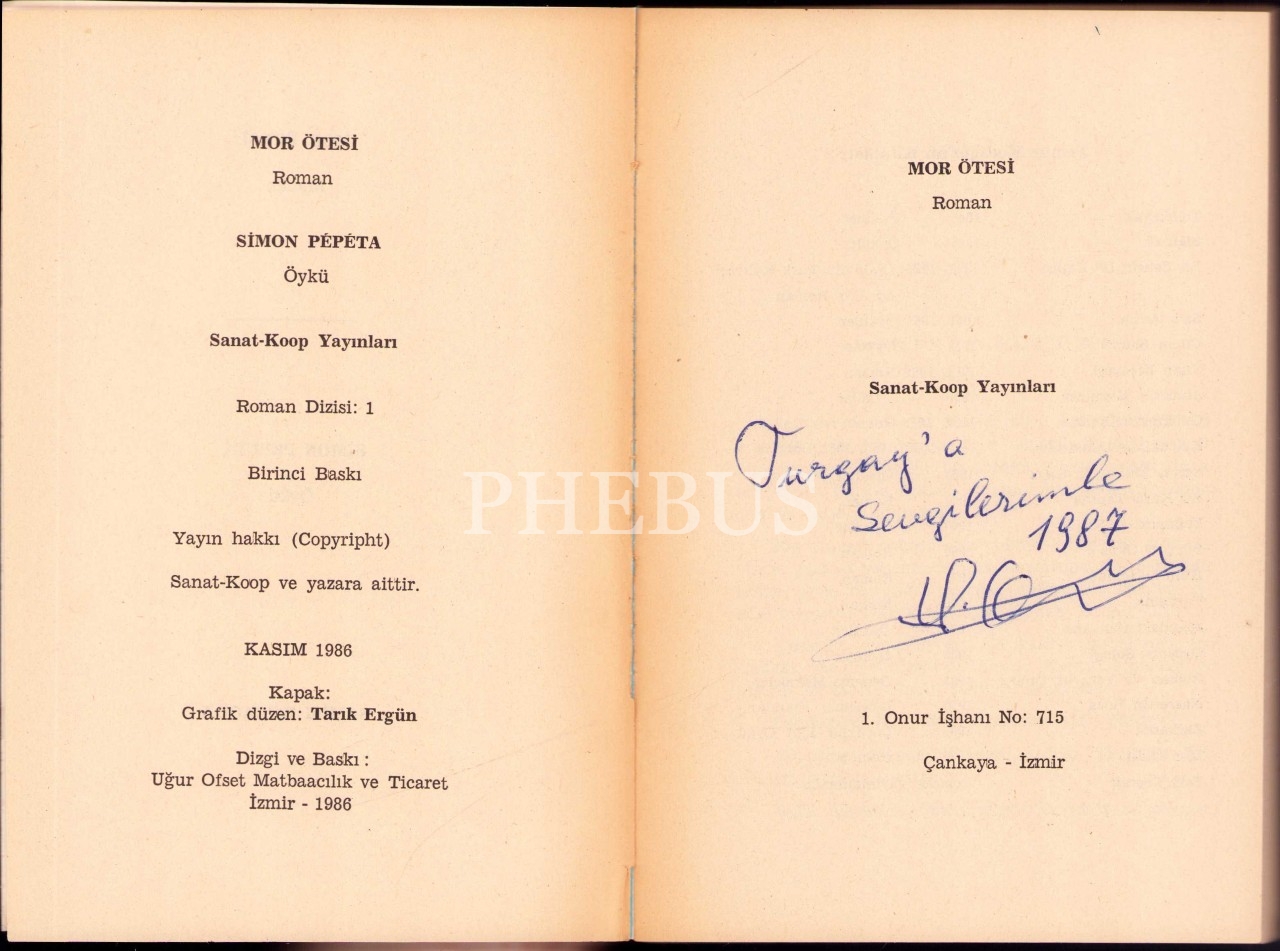 MOR ÖTESİ
Roman
SİMON PÉPÉTA
Öykü
Sanat-Koop Yayınları
Roman Dizisi: 1
Birinci Baskı
Yayın hakkı (Copyripht)
Sanat-Koop ve yazara aittir.
KASIM 1986
Kapak:
Grafik düzen: Tarık Ergün
Dizgi ve Baskı :
Uğur Ofset Matbaacılık ve Ticaret
İzmir - 1986
MOR ÖTESİ
Roman
Sanat-Koop Yayınları
Turgay'a
Sevgilerimle
1987
1. Onur İşhanı No: 715
Çankaya - İzmir
PHEBUS